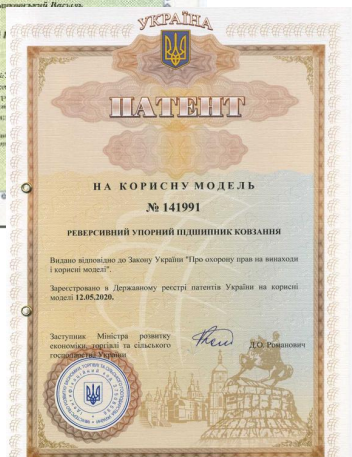 УКРАЇНА
ПАТЕНТ
НА КОРИСНУ МОДЕЛЬ
№ 141991
РЕВЕРСИВНИЙ УПОРНИЙ ПІДШИПНИК КОВЗАННЯ
Видано відповідно до Закону України "Про охорону прав на винаходи
і корисні моделі".
Зареєстровано в Державному реєстрі патентів України на корисні
моделі 12.05.2020.
Заступник Міністра розвитку
економіки, торгівлі та сільського
господарства України
Д.О. Романович